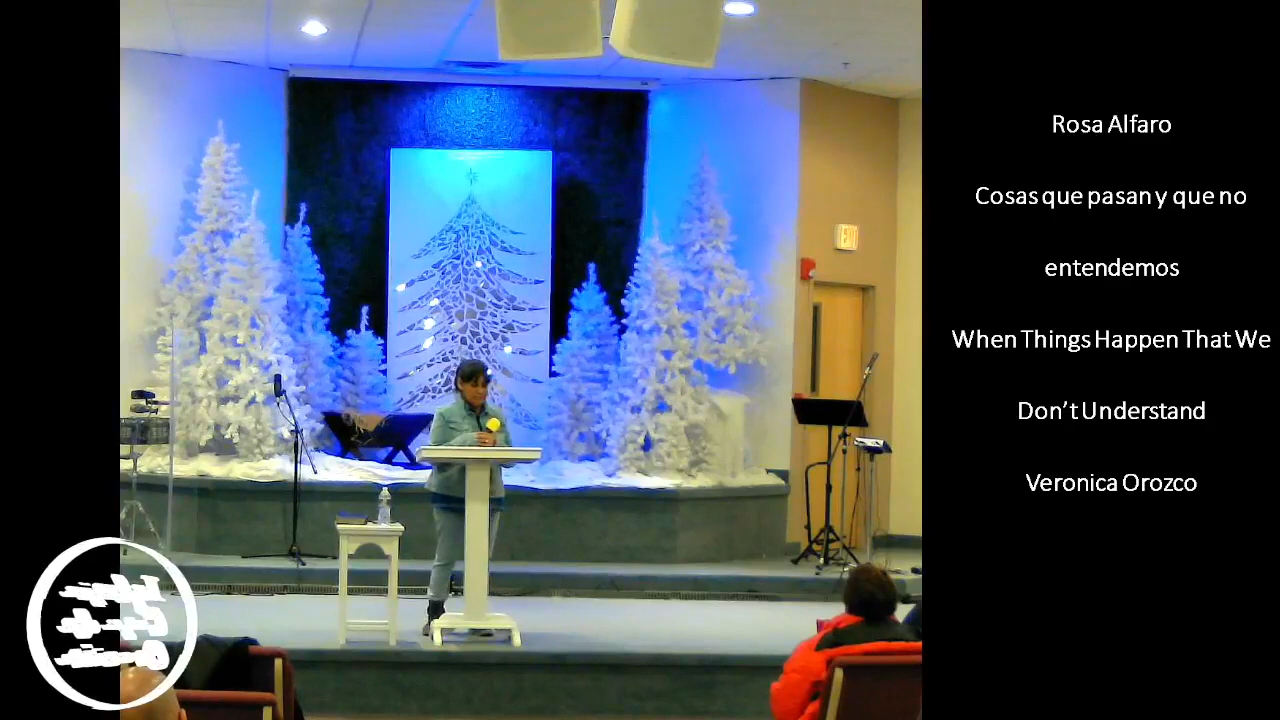 Rosa Alfaro
Cosas que pasan y que no
entendemos
When Things Happen That We
Don't Understand
Veronica Orozco